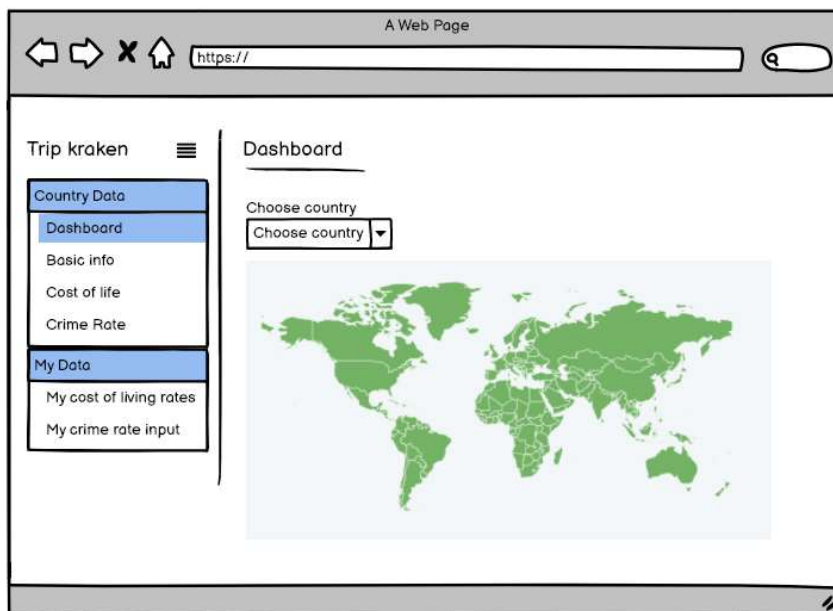 A Web Page
https://
Trip kraken
Country Data
Dashboard
Basic info
Cost of life
Crime Rate
My Data
My cost of living rates
My crime rate input
Dashboard
Choose country
Choose country